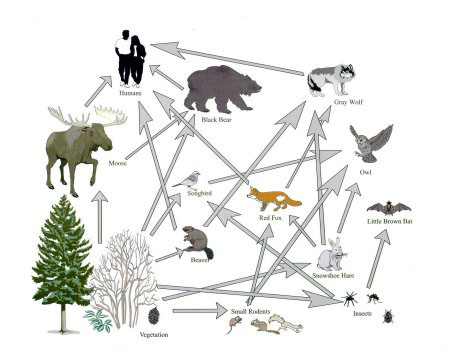 Humans
Gray Wolf
Black Bear
Moose
Owl
Songbird
Red Fox
Little Brown Bat
Beaver
Snowshoe Hare
Small Rodents
Insects
Vegetation